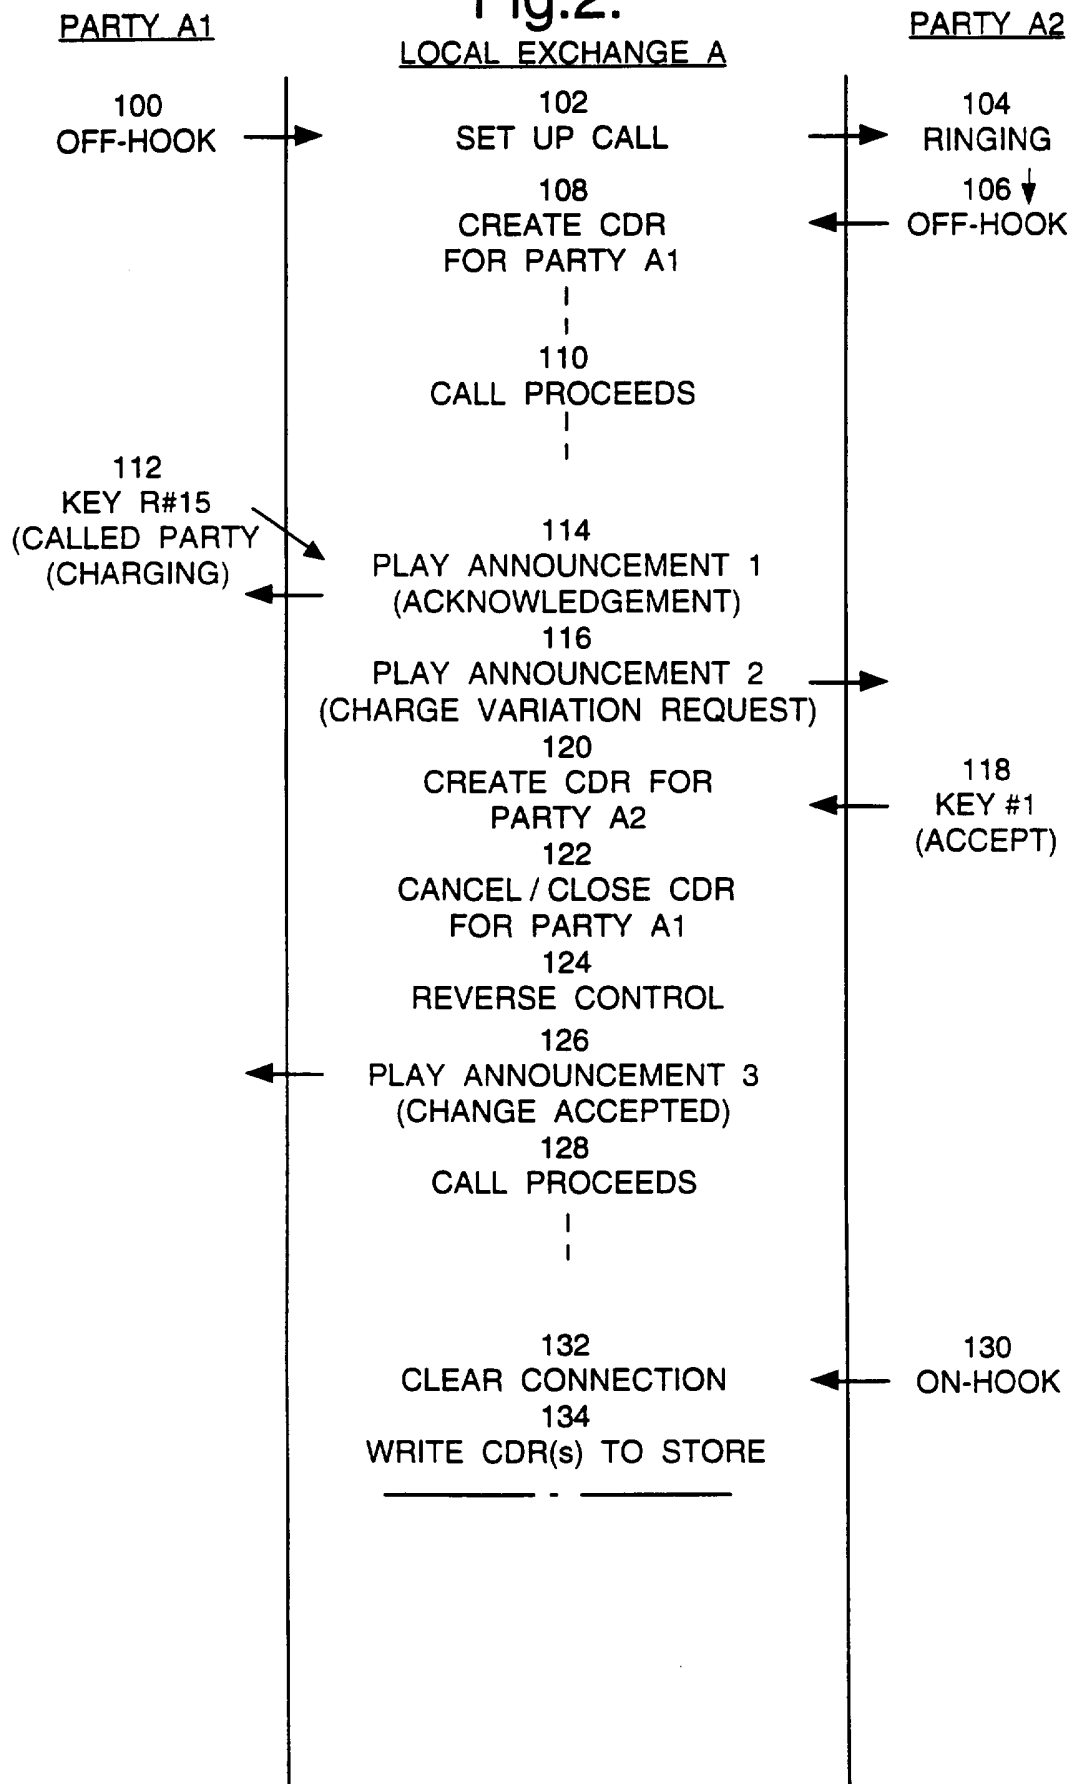 Fig.2.
PARTY A1
LOCAL EXCHANGE A
PARTY A2
100
OFF-HOOK
102
SET UP CALL
104
RINGING
106
OFF-HOOK
108
CREATE CDR
FOR PARTY A1
110
CALL PROCEEDS
112
KEY R#15
(CALLED PARTY
(CHARGING)
114
PLAY ANNOUNCEMENT 1
(ACKNOWLEDGEMENT)
116
PLAY ANNOUNCEMENT 2
(CHARGE VARIATION REQUEST)
118
KEY #1
(ACCEPT)
120
CREATE CDR FOR
PARTY A2
122
CANCEL / CLOSE CDR
FOR PARTY A1
124
REVERSE CONTROL
126
PLAY ANNOUNCEMENT 3
(CHANGE ACCEPTED)
128
CALL PROCEEDS
130
ON-HOOK
132
CLEAR CONNECTION
134
WRITE CDR(s) TO STORE